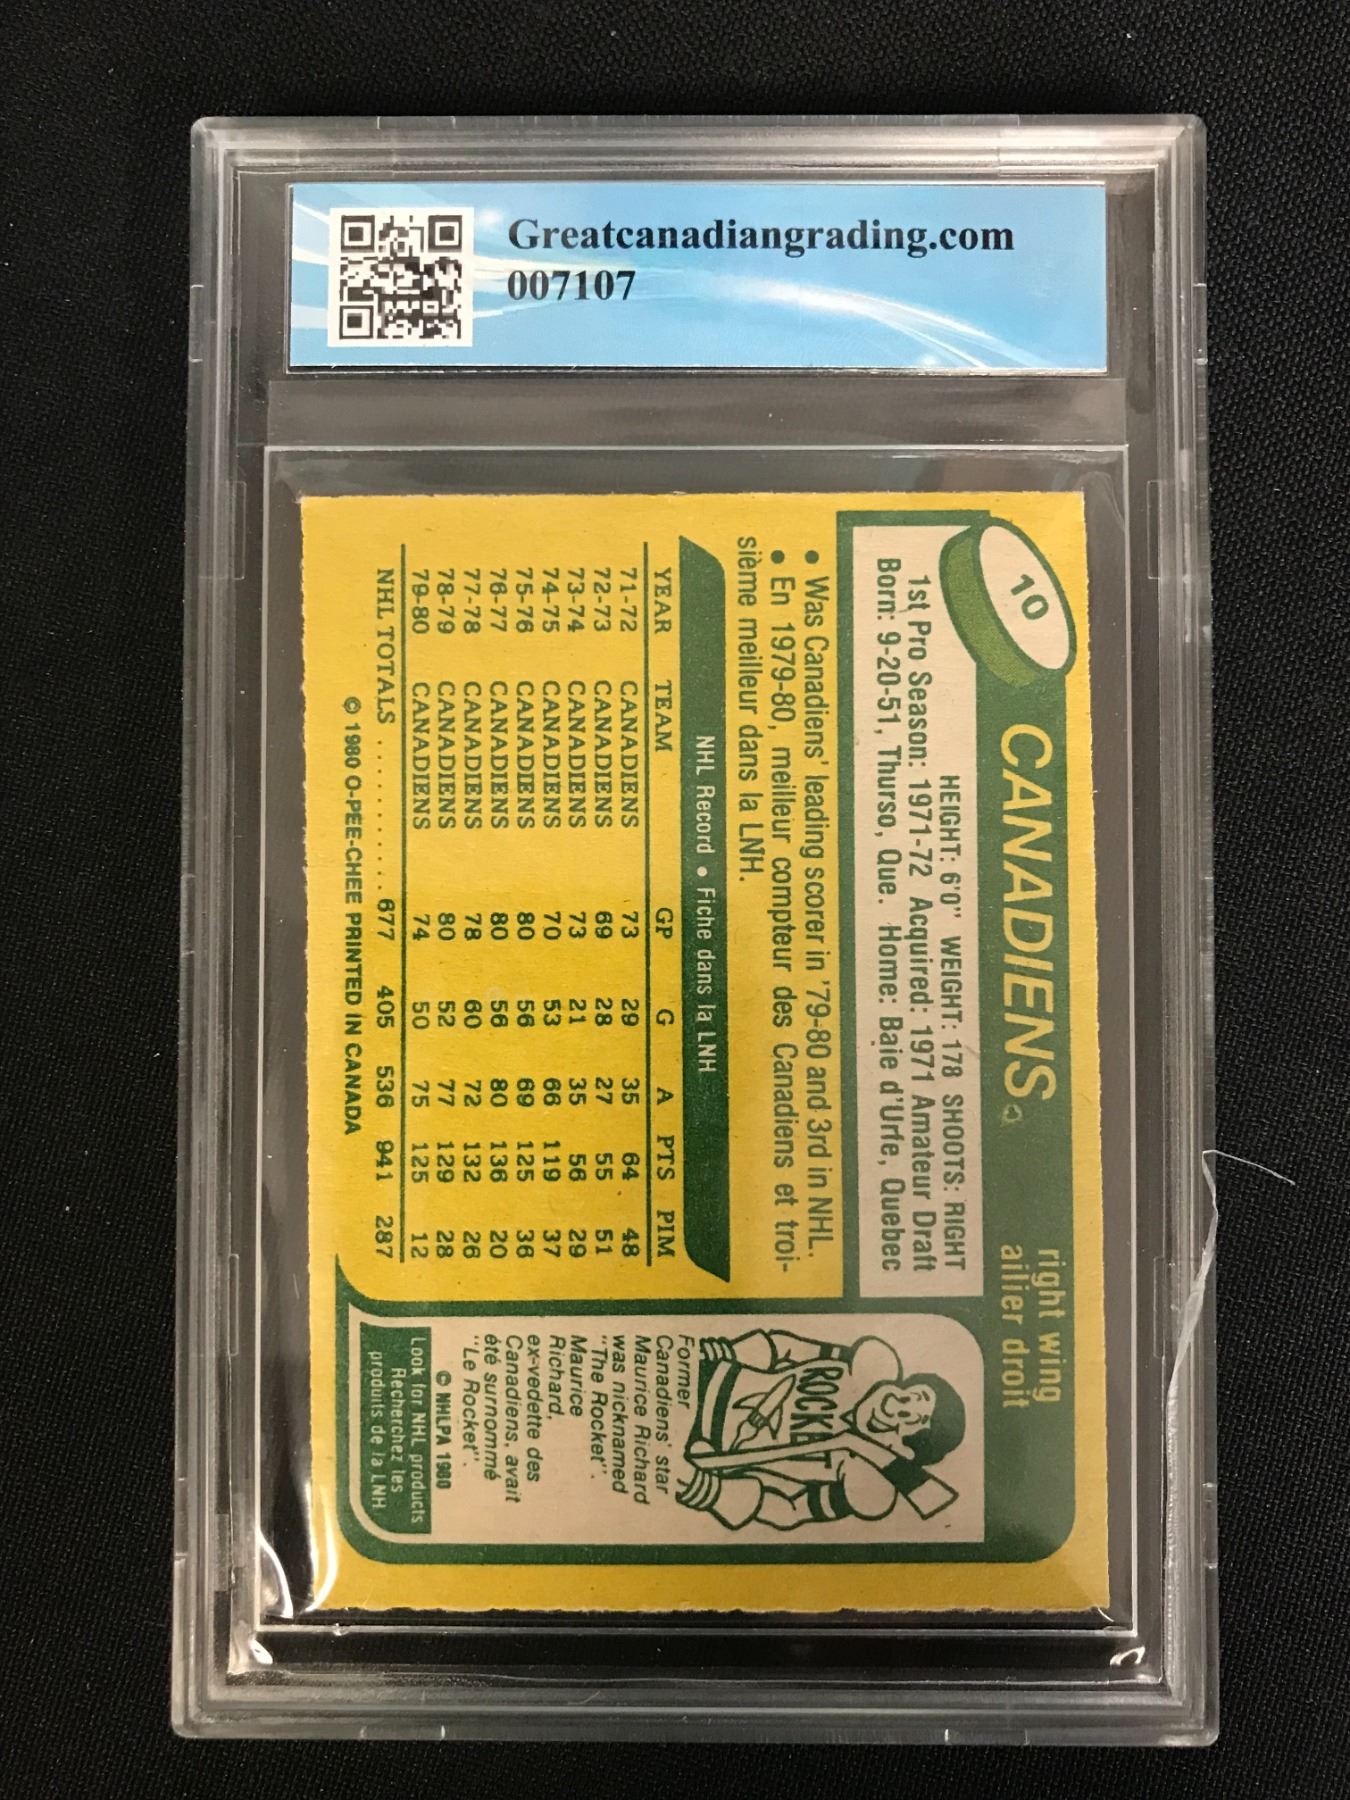 Greatcanadiangrading.com
007107
10
CANADIENS
right wing
ailier droit
HEIGHT: 6'0" WEIGHT: 178 SHOOTS: RIGHT
1st Pro Season: 1971-72 Acquired: 1971 Amateur Draft
Born: 9-20-51, Thurso, Que. Home: Baie d'Urfe, Quebec
• Was Canadiens' leading scorer in '79-80 and 3rd in NHL.
• En 1979-80, meilleur compteur des Canadiens et troi-
sième meilleur dans la LNH.
NHL Record • Fiche dans la LNH
YEAR TEAM GP G A PTS PIM
71-72 CANADIENS 73 29 35 64 48
72-73 CANADIENS 69 28 27 55 51
73-74 CANADIENS 73 21 35 56 29
74-75 CANADIENS 70 53 66 119 37
75-76 CANADIENS 80 56 69 125 36
76-77 CANADIENS 80 56 80 136 20
77-78 CANADIENS 78 60 72 132 26
78-79 CANADIENS 80 52 77 129 28
79-80 CANADIENS 74 50 75 125 12
NHL TOTALS .......... 677 405 536 941 287
© 1980 O-PEE-CHEE PRINTED IN CANADA
ROCKET
Former
Canadiens' star
Maurice Richard
was nicknamed
"The Rocket".
Maurice
Richard,
ex-vedette des
Canadiens, avait
été surnommé
"Le Rocket".
© NHLPA 1980
Look for NHL products
Recherchez les
produits de la LNH